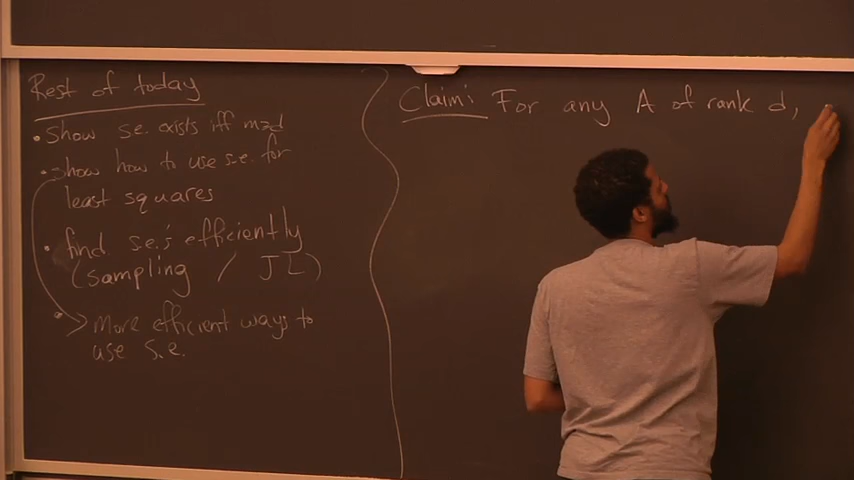 Rest of today
• Show s.e. exists iff m≥d
• show how to use s.e. for
least squares
• find s.e.'s efficiently
(sampling / JL)
• More efficient ways to
use s.e.
Claim: For any A of rank d,